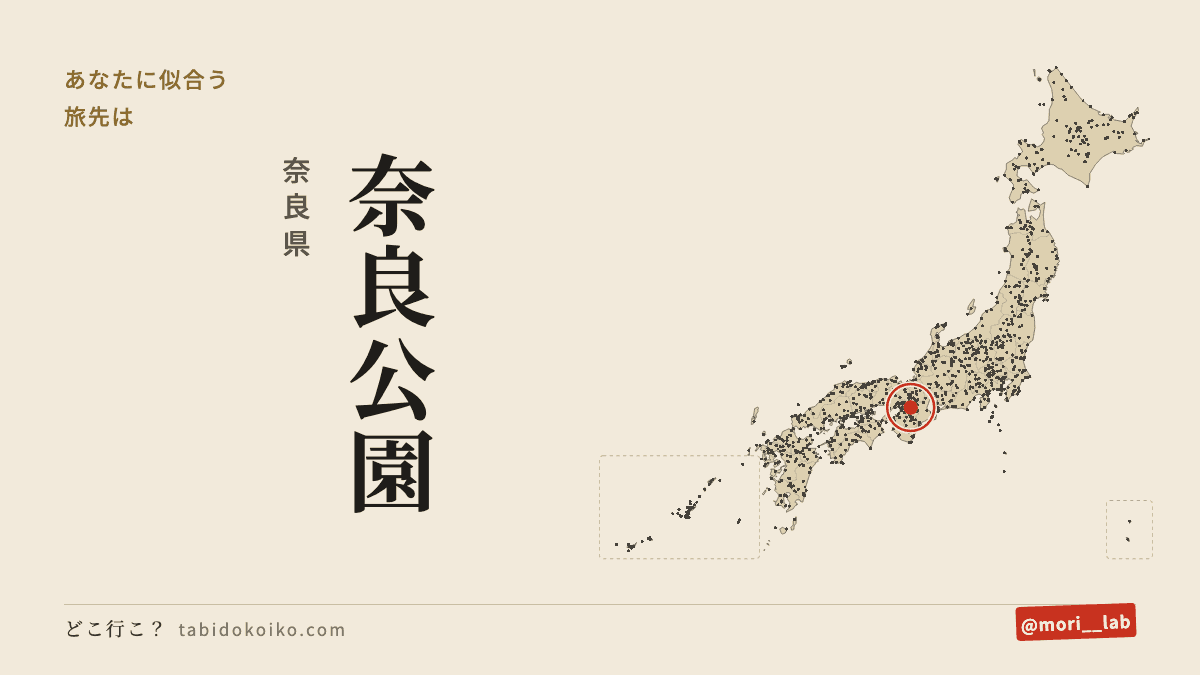 あなたに似合う
旅先は
奈良公園
奈良県
どこ行こ？ tabidokoiko.com
@mori__lab